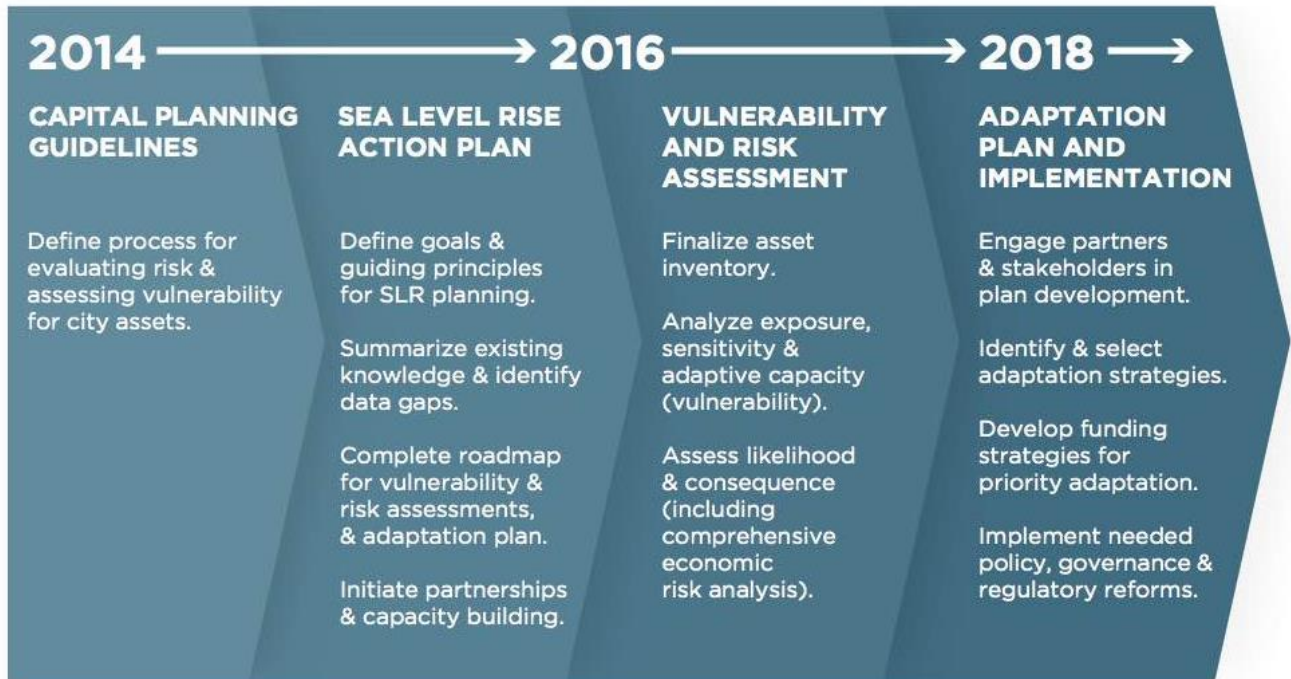 2014
2016
2018
CAPITAL PLANNING
GUIDELINES
Define process for
evaluating risk &
assessing vulnerability
for city assets.
SEA LEVEL RISE
ACTION PLAN
Define goals &
guiding principles
for SLR planning.
Summarize existing
knowledge & identify
data gaps.
Complete roadmap
for vulnerability &
risk assessments,
& adaptation plan.
Initiate partnerships
& capacity building.
VULNERABILITY
AND RISK
ASSESSMENT
Finalize asset
inventory.
Analyze exposure,
sensitivity &
adaptive capacity
(vulnerability).
Assess likelihood
& consequence
(including
comprehensive
economic
risk analysis).
ADAPTATION
PLAN AND
IMPLEMENTATION
Engage partners
& stakeholders in
plan development.
Identify & select
adaptation strategies.
Develop funding
strategies for
priority adaptation.
Implement needed
policy, governance &
regulatory reforms.